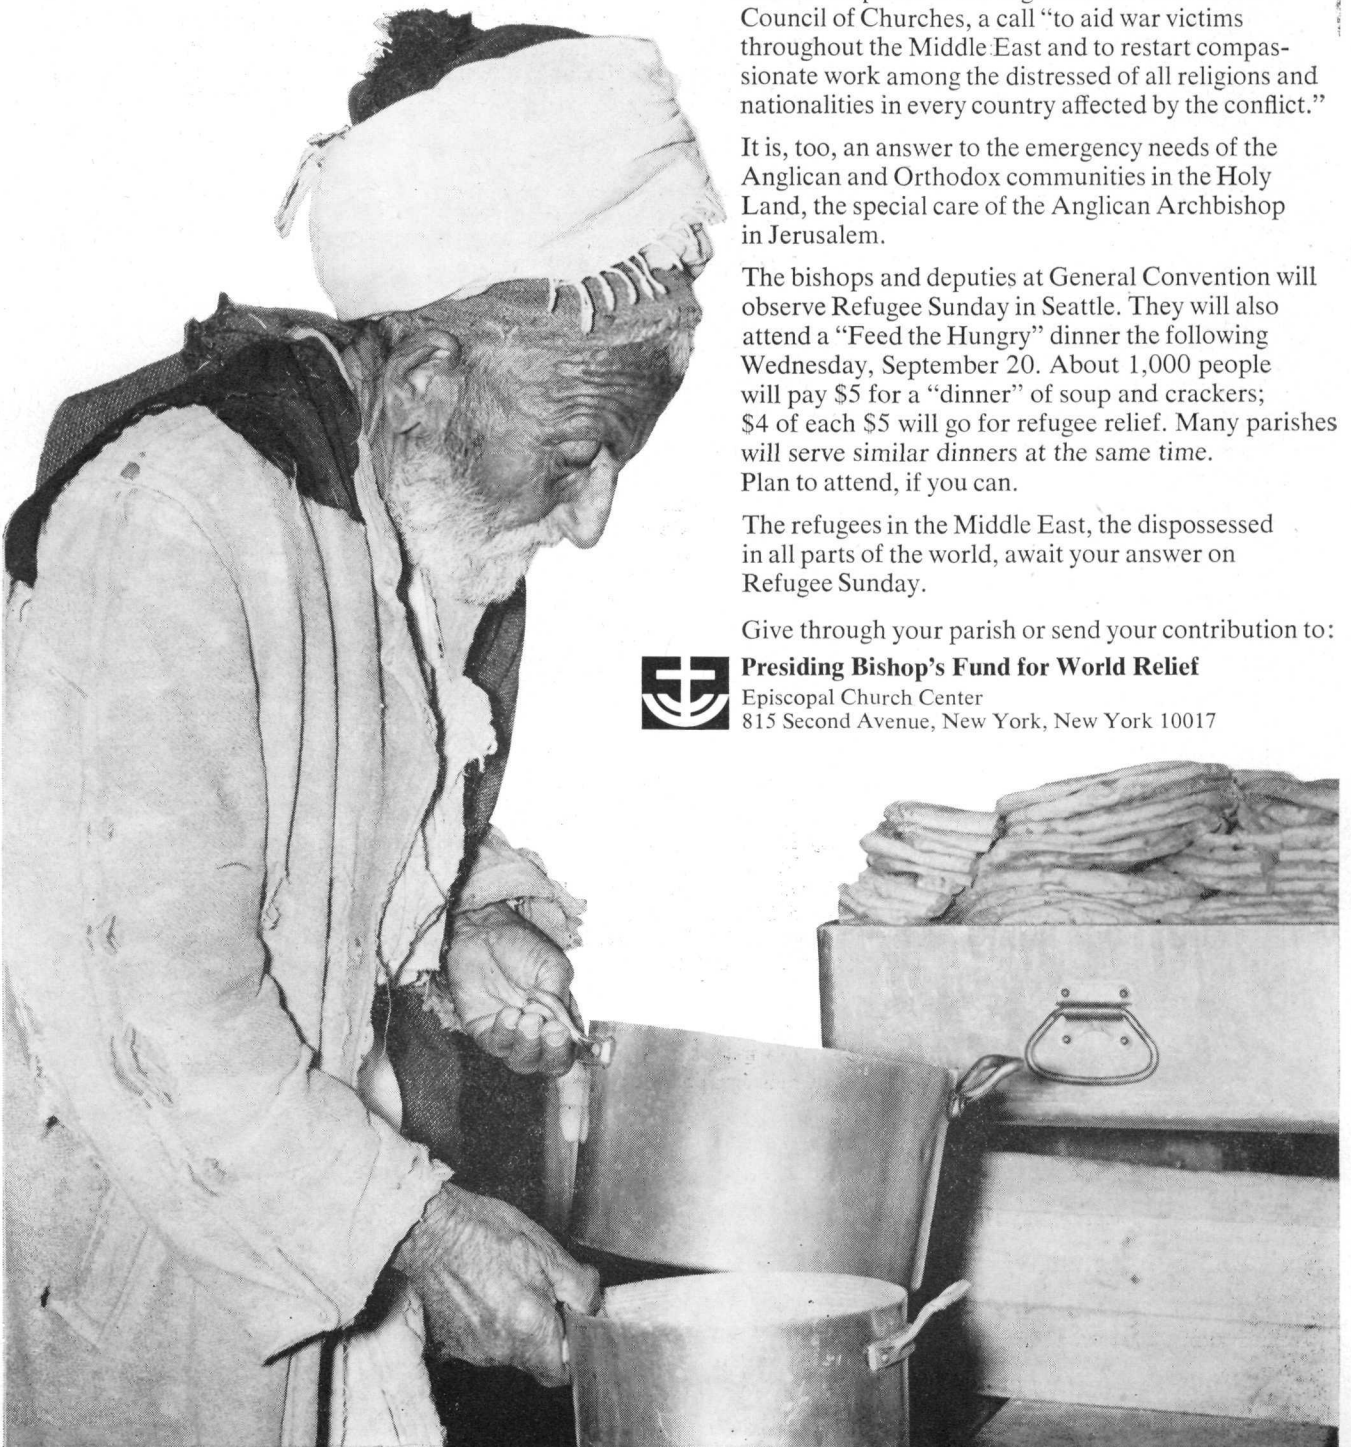 Council of Churches, a call “to aid war victims
throughout the Middle East and to restart compas-
sionate work among the distressed of all religions and
nationalities in every country affected by the conflict.”
It is, too, an answer to the emergency needs of the
Anglican and Orthodox communities in the Holy
Land, the special care of the Anglican Archbishop
in Jerusalem.
The bishops and deputies at General Convention will
observe Refugee Sunday in Seattle. They will also
attend a “Feed the Hungry” dinner the following
Wednesday, September 20. About 1,000 people
will pay $5 for a “dinner” of soup and crackers;
$4 of each $5 will go for refugee relief. Many parishes
will serve similar dinners at the same time.
Plan to attend, if you can.
The refugees in the Middle East, the dispossessed
in all parts of the world, await your answer on
Refugee Sunday.
Give through your parish or send your contribution to:
Presiding Bishop’s Fund for World Relief
Episcopal Church Center
815 Second Avenue, New York, New York 10017